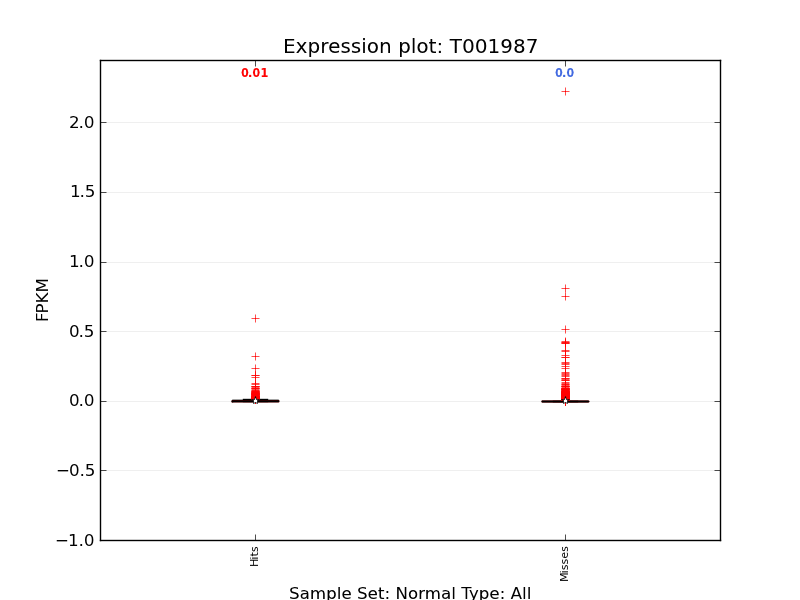 Expression plot: T001987
0.01
0.0
2.0
1.5
1.0
0.5
0.0
−0.5
−1.0
FPKM
Hits
Misses
Sample Set: Normal Type: All